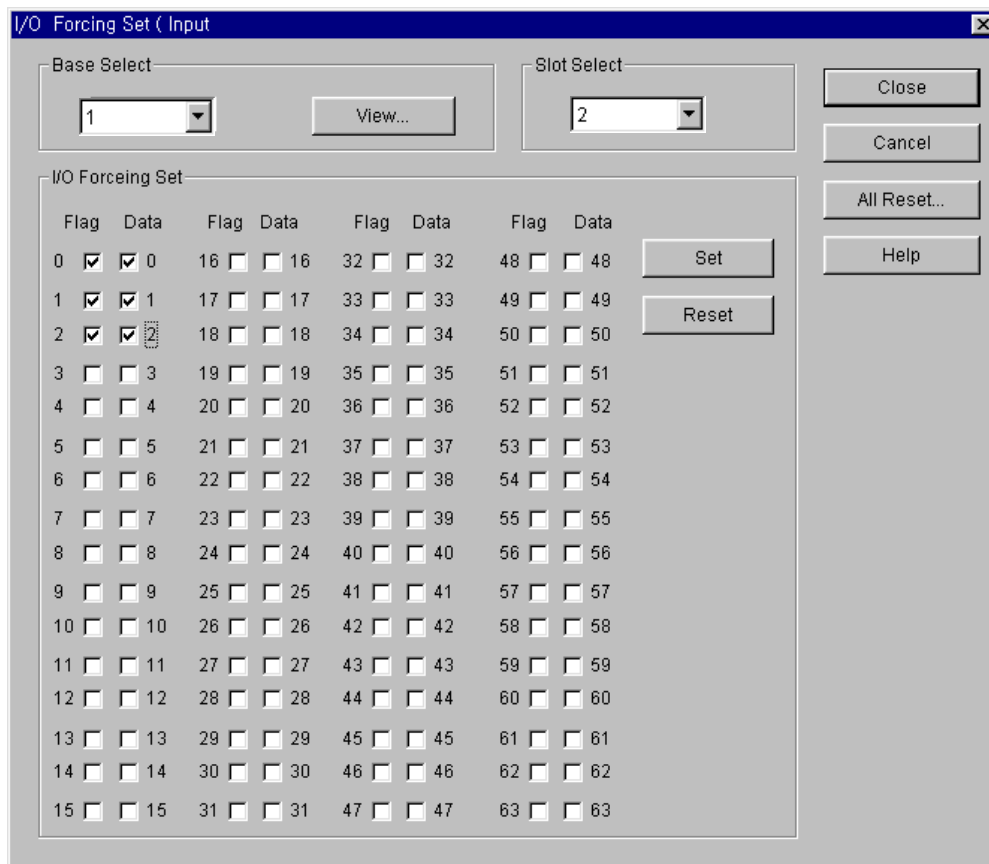 I/O Forcing Set ( Input
Base Select
1
View...
Slot Select
2
Close
Cancel
All Reset...
Help
I/O Forceing Set
Flag Data Flag Data Flag Data Flag Data
0 0 16 16 32 32 48 48
1 1 17 17 33 33 49 49
2 2 18 18 34 34 50 50
3 3 19 19 35 35 51 51
4 4 20 20 36 36 52 52
5 5 21 21 37 37 53 53
6 6 22 22 38 38 54 54
7 7 23 23 39 39 55 55
8 8 24 24 40 40 56 56
9 9 25 25 41 41 57 57
10 10 26 26 42 42 58 58
11 11 27 27 43 43 59 59
12 12 28 28 44 44 60 60
13 13 29 29 45 45 61 61
14 14 30 30 46 46 62 62
15 15 31 31 47 47 63 63
Set
Reset